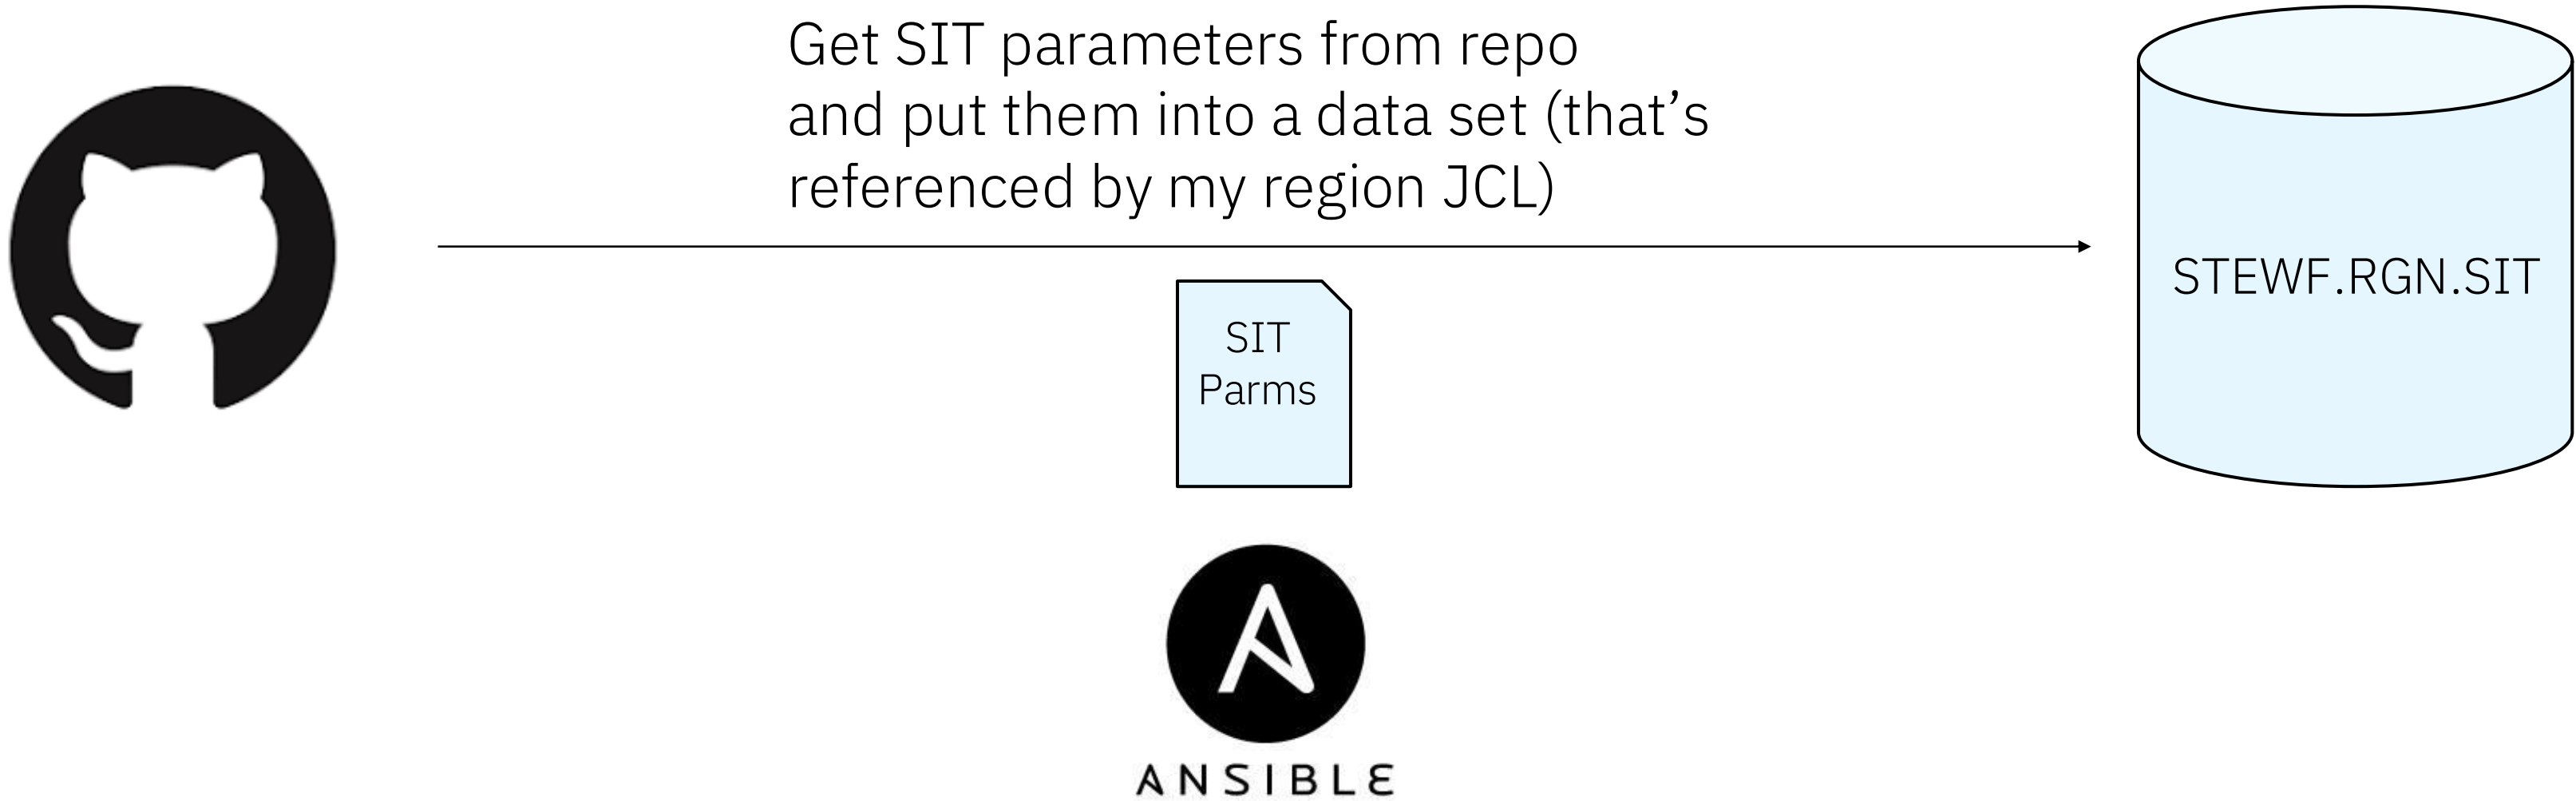 Get SIT parameters from repo
and put them into a data set (that’s
referenced by my region JCL)
STEWF.RGN.SIT
SIT
Parms
ANSIBLE